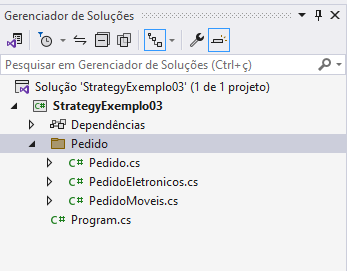 Gerenciador de Soluções
Pesquisar em Gerenciador de Soluções (Ctrl+ç)
Solução 'StrategyExemplo03' (1 de 1 projeto)
C# StrategyExemplo03
Dependências
Pedido
C# Pedido.cs
C# PedidoEletronicos.cs
C# PedidoMoveis.cs
C# Program.cs